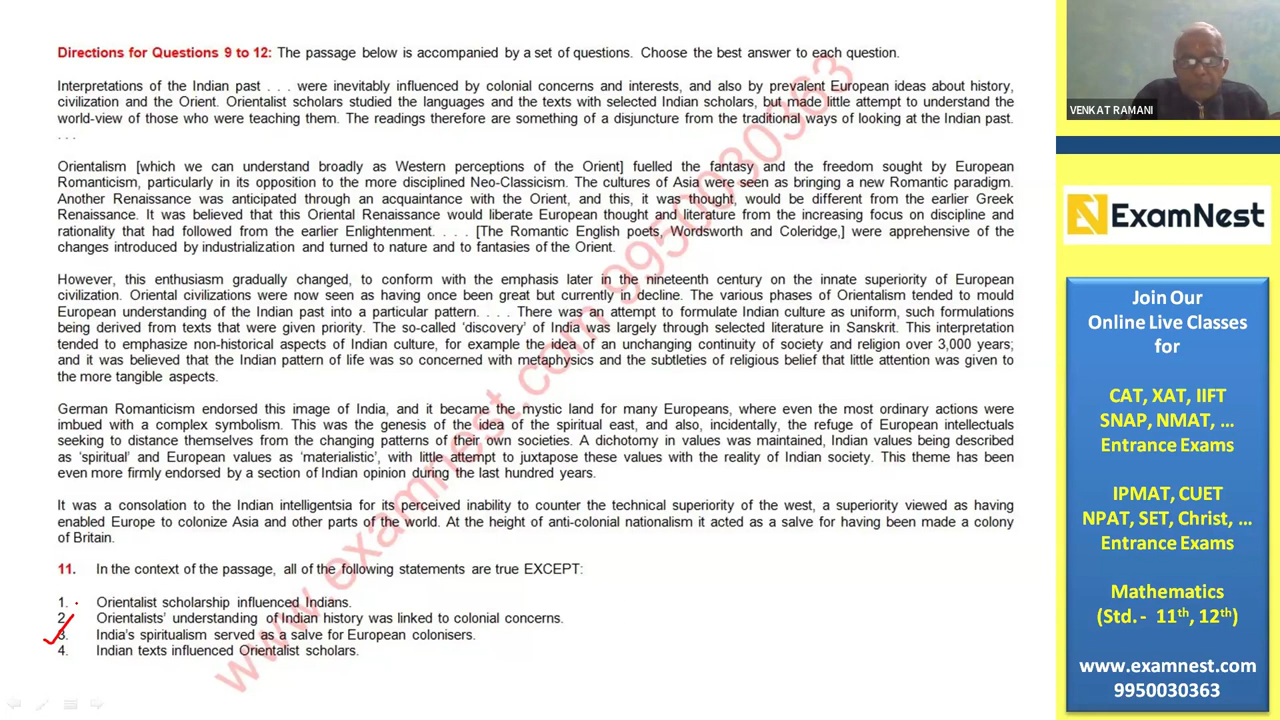 Directions for Questions 9 to 12: The passage below is accompanied by a set of questions. Choose the best answer to each question.
Interpretations of the Indian past . . . were inevitably influenced by colonial concerns and interests, and also by prevalent European ideas about history,
civilization and the Orient. Orientalist scholars studied the languages and the texts with selected Indian scholars, but made little attempt to understand the
world-view of those who were teaching them. The readings therefore are something of a disjuncture from the traditional ways of looking at the Indian past.
. . .
Orientalism [which we can understand broadly as Western perceptions of the Orient] fuelled the fantasy and the freedom sought by European
Romanticism, particularly in its opposition to the more disciplined Neo-Classicism. The cultures of Asia were seen as bringing a new Romantic paradigm.
Another Renaissance was anticipated through an acquaintance with the Orient, and this, it was thought, would be different from the earlier Greek
Renaissance. It was believed that this Oriental Renaissance would liberate European thought and literature from the increasing focus on discipline and
rationality that had followed from the earlier Enlightenment. . . . [The Romantic English poets, Wordsworth and Coleridge,] were apprehensive of the
changes introduced by industrialization and turned to nature and to fantasies of the Orient.
However, this enthusiasm gradually changed, to conform with the emphasis later in the nineteenth century on the innate superiority of European
civilization. Oriental civilizations were now seen as having once been great but currently in decline. The various phases of Orientalism tended to mould
European understanding of the Indian past into a particular pattern. . . . There was an attempt to formulate Indian culture as uniform, such formulations
being derived from texts that were given priority. The so-called 'discovery' of India was largely through selected literature in Sanskrit. This interpretation
tended to emphasize non-historical aspects of Indian culture, for example the idea of an unchanging continuity of society and religion over 3,000 years;
and it was believed that the Indian pattern of life was so concerned with metaphysics and the subtleties of religious belief that little attention was given to
the more tangible aspects.
German Romanticism endorsed this image of India, and it became the mystic land for many Europeans, where even the most ordinary actions were
imbued with a complex symbolism. This was the genesis of the idea of the spiritual east, and also, incidentally, the refuge of European intellectuals
seeking to distance themselves from the changing patterns of their own societies. A dichotomy in values was maintained, Indian values being described
as 'spiritual' and European values as 'materialistic', with little attempt to juxtapose these values with the reality of Indian society. This theme has been
even more firmly endorsed by a section of Indian opinion during the last hundred years.
It was a consolation to the Indian intelligentsia for its perceived inability to counter the technical superiority of the west, a superiority viewed as having
enabled Europe to colonize Asia and other parts of the world. At the height of anti-colonial nationalism it acted as a salve for having been made a colony
of Britain.
11. In the context of the passage, all of the following statements are true EXCEPT:
1. Orientalist scholarship influenced Indians.
2. Orientalists' understanding of Indian history was linked to colonial concerns.
3. India's spiritualism served as a salve for European colonisers.
4. Indian texts influenced Orientalist scholars.
www.examnest.com 9950030363
VENKAT RAMANI
ExamNest
Join Our
Online Live Classes
for
CAT, XAT, IIFT
SNAP, NMAT, ...
Entrance Exams
IPMAT, CUET
NPAT, SET, Christ, ...
Entrance Exams
Mathematics
(Std. - 11th, 12th)
www.examnest.com
9950030363